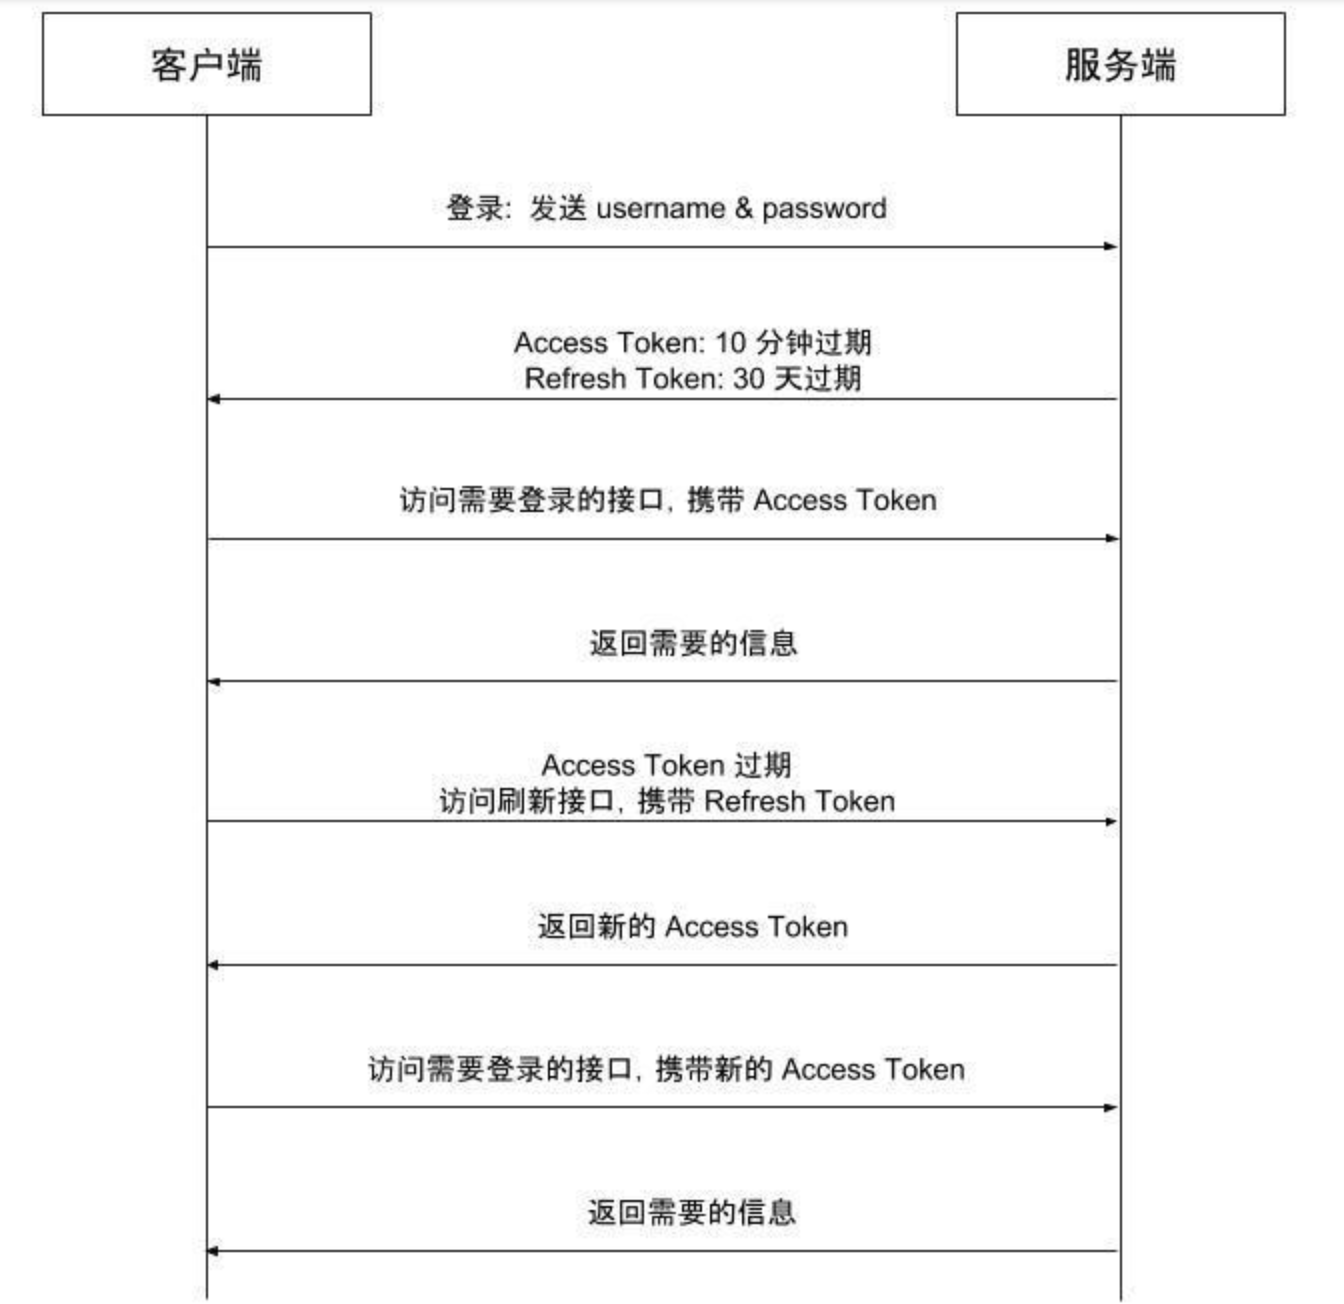 客户端
服务端
登录: 发送 username & password
Access Token: 10 分钟过期
Refresh Token: 30 天过期
访问需要登录的接口, 携带 Access Token
返回需要的信息
Access Token 过期
访问刷新接口, 携带 Refresh Token
返回新的 Access Token
访问需要登录的接口, 携带新的 Access Token
返回需要的信息